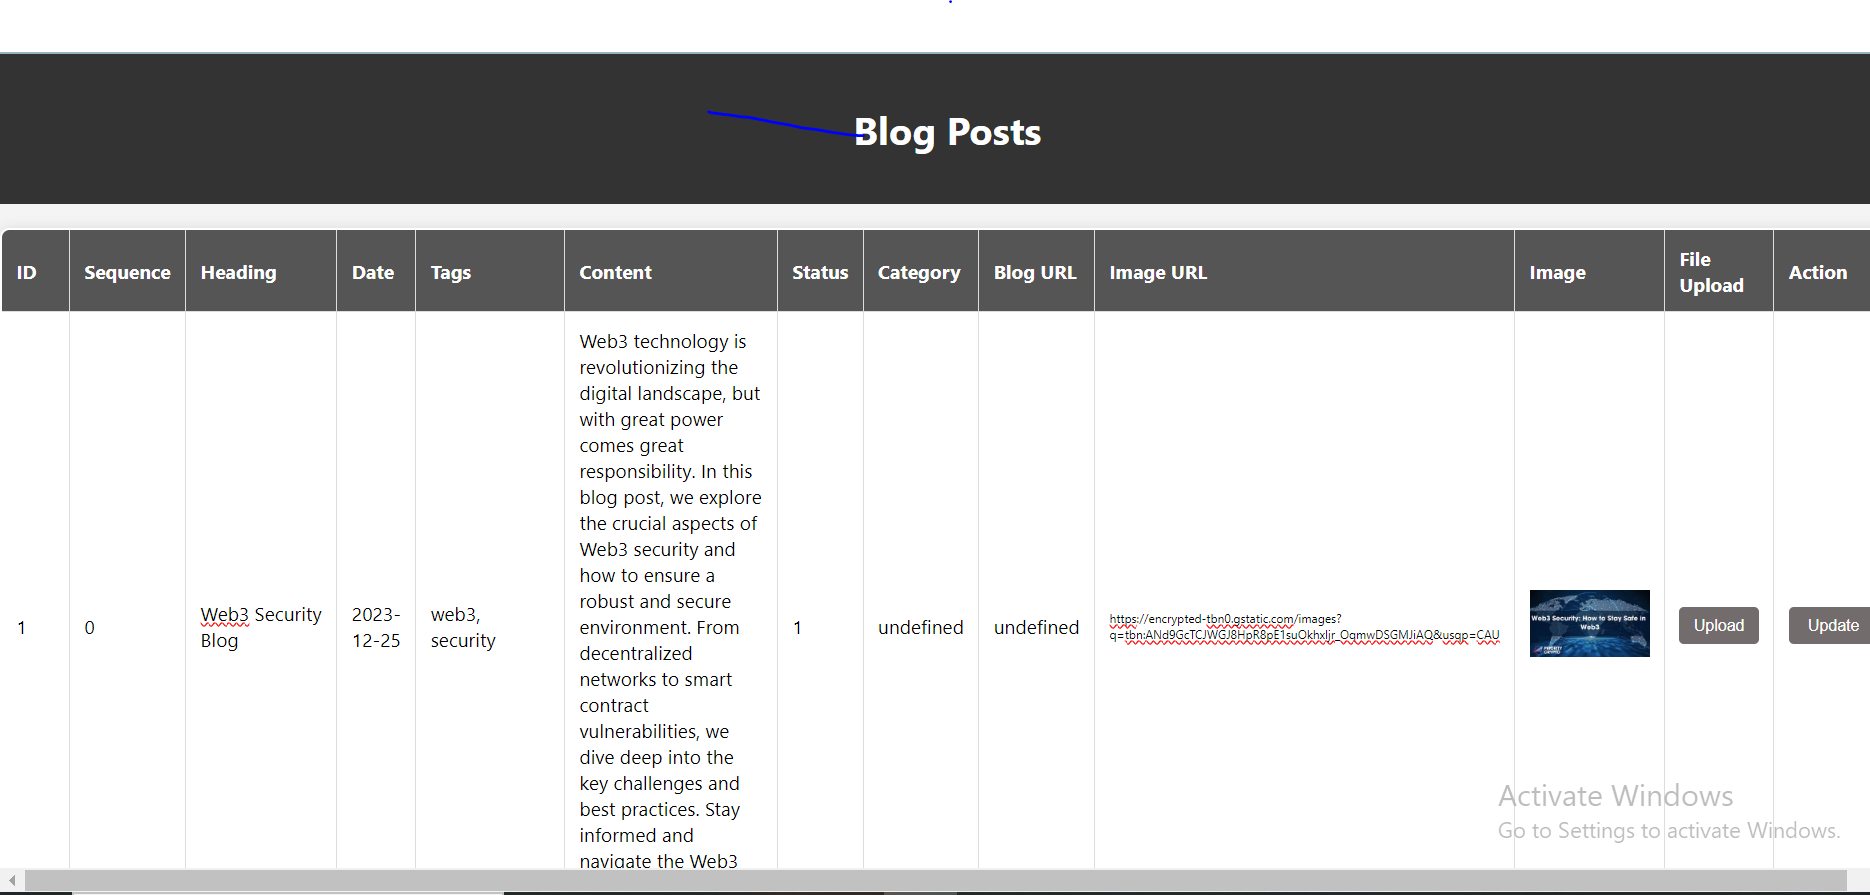 Blog Posts
ID
Sequence
Heading
Date
Tags
Content
Status
Category
Blog URL
Image URL
Image
File
Upload
Action
1
0
Web3 Security
Blog
2023-
12-25
web3,
security
Web3 technology is
revolutionizing the
digital landscape, but
with great power
comes great
responsibility. In this
blog post, we explore
the crucial aspects of
Web3 security and
how to ensure a
robust and secure
environment. From
decentralized
networks to smart
contract
vulnerabilities, we
dive deep into the
key challenges and
best practices. Stay
informed and
navigate the Web3
1
undefined
undefined
https://encrypted-tbn0.gstatic.com/images?
Web3 Security: How to Stay Safe in
Web3
Upload
Update
Activate Windows
Go to Settings to activate Windows.